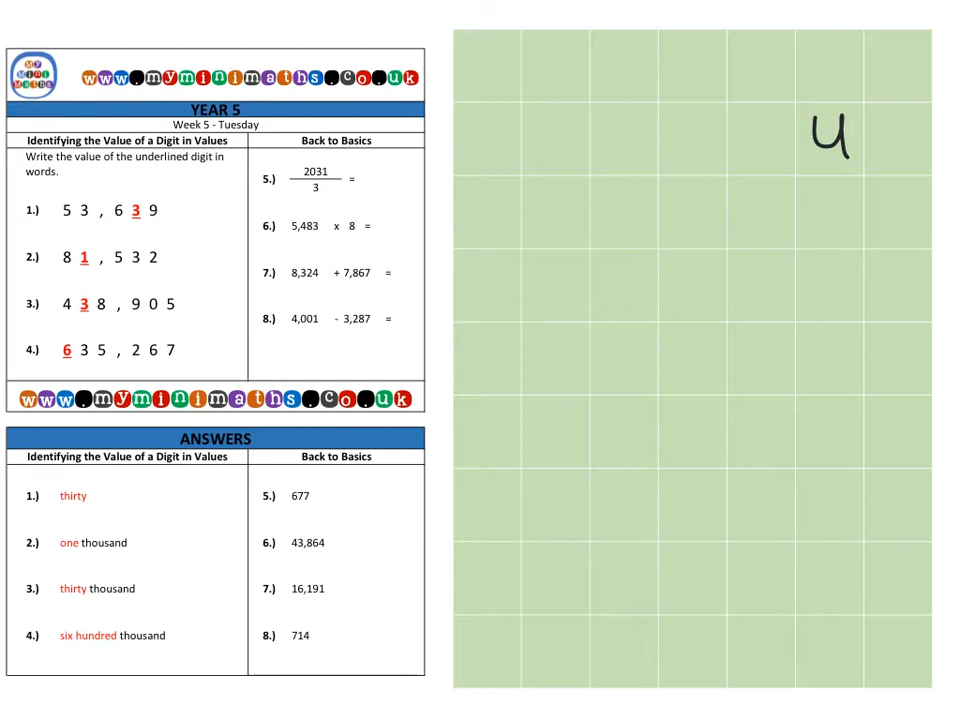 My
Mini
Maths
www.myminimaths.co.uk
YEAR 5
Week 5 - Tuesday
Identifying the Value of a Digit in Values
Back to Basics
Write the value of the underlined digit in
words.
1.) 5 3 , 6 3 9
2.) 8 1 , 5 3 2
3.) 4 3 8 , 9 0 5
4.) 6 3 5 , 2 6 7
5.) 2031
3 =
6.) 5,483 x 8 =
7.) 8,324 + 7,867 =
8.) 4,001 - 3,287 =
www.myminimaths.co.uk
ANSWERS
Identifying the Value of a Digit in Values
Back to Basics
1.) thirty
2.) one thousand
3.) thirty thousand
4.) six hundred thousand
5.) 677
6.) 43,864
7.) 16,191
8.) 714
U